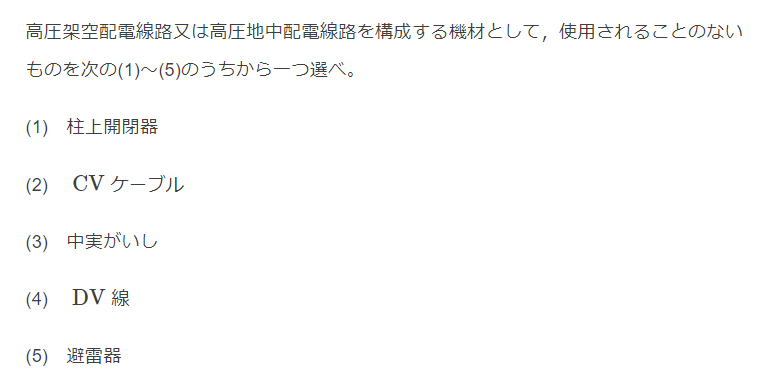 高圧架空配電線路又は高圧地中配電線路を構成する機材として，使用されることのない
ものを次の(1)～(5)のうちから一つ選べ。
(1) 柱上開閉器
(2) CV ケーブル
(3) 中実がいし
(4) DV 線
(5) 避雷器